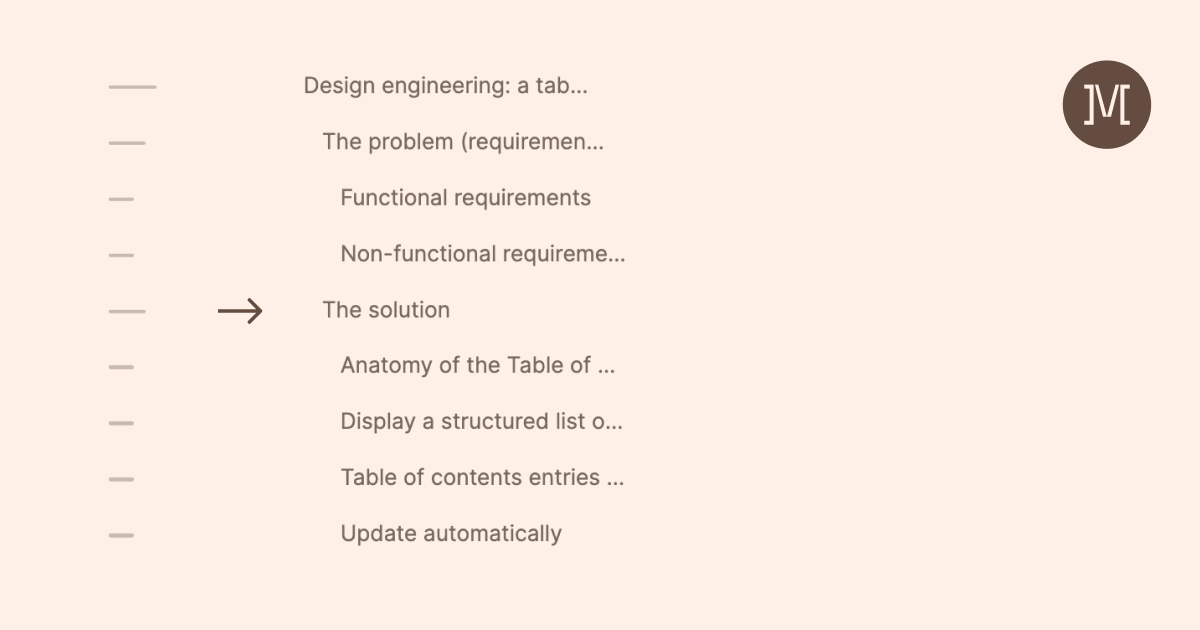 Design engineering: a tab...
The problem (requiremen...
Functional requirements
Non-functional requireme...
The solution
Anatomy of the Table of ...
Display a structured list o...
Table of contents entries ...
Update automatically
]M[